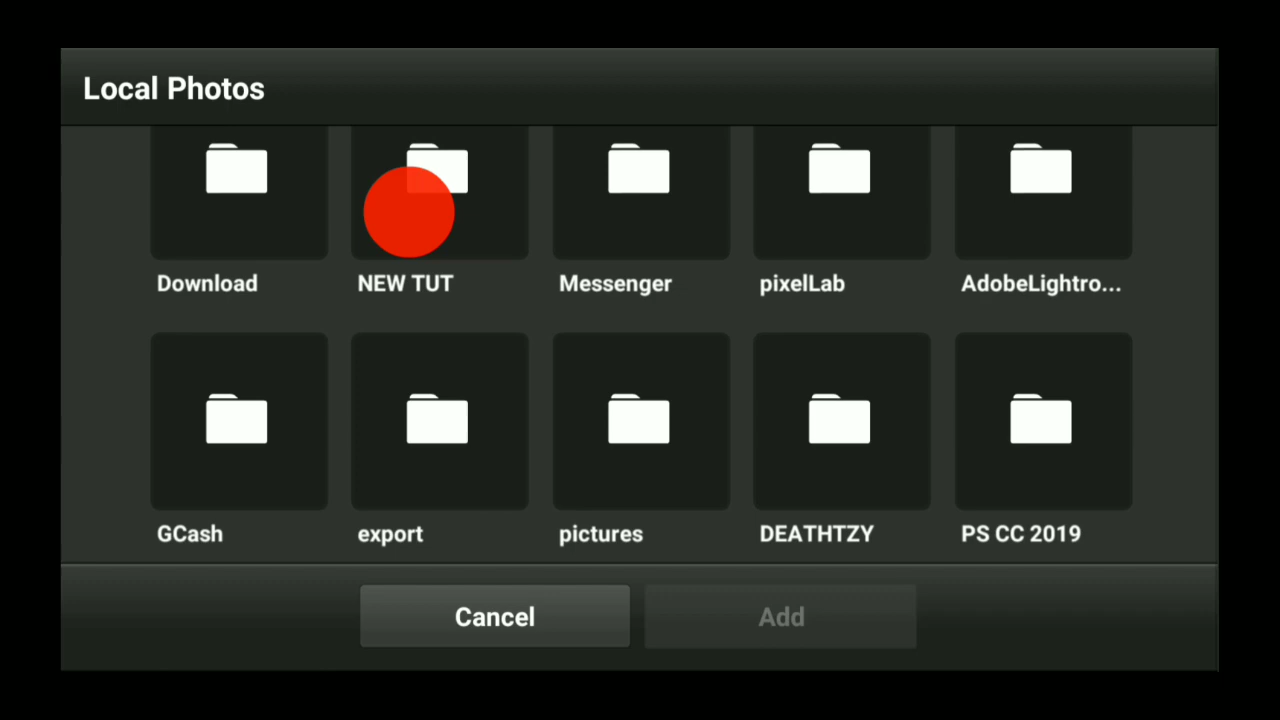 Local Photos
Download
NEW TUT
Messenger
pixelLab
AdobeLightro...
GCash
export
pictures
DEATHTZY
PS CC 2019
Cancel
Add